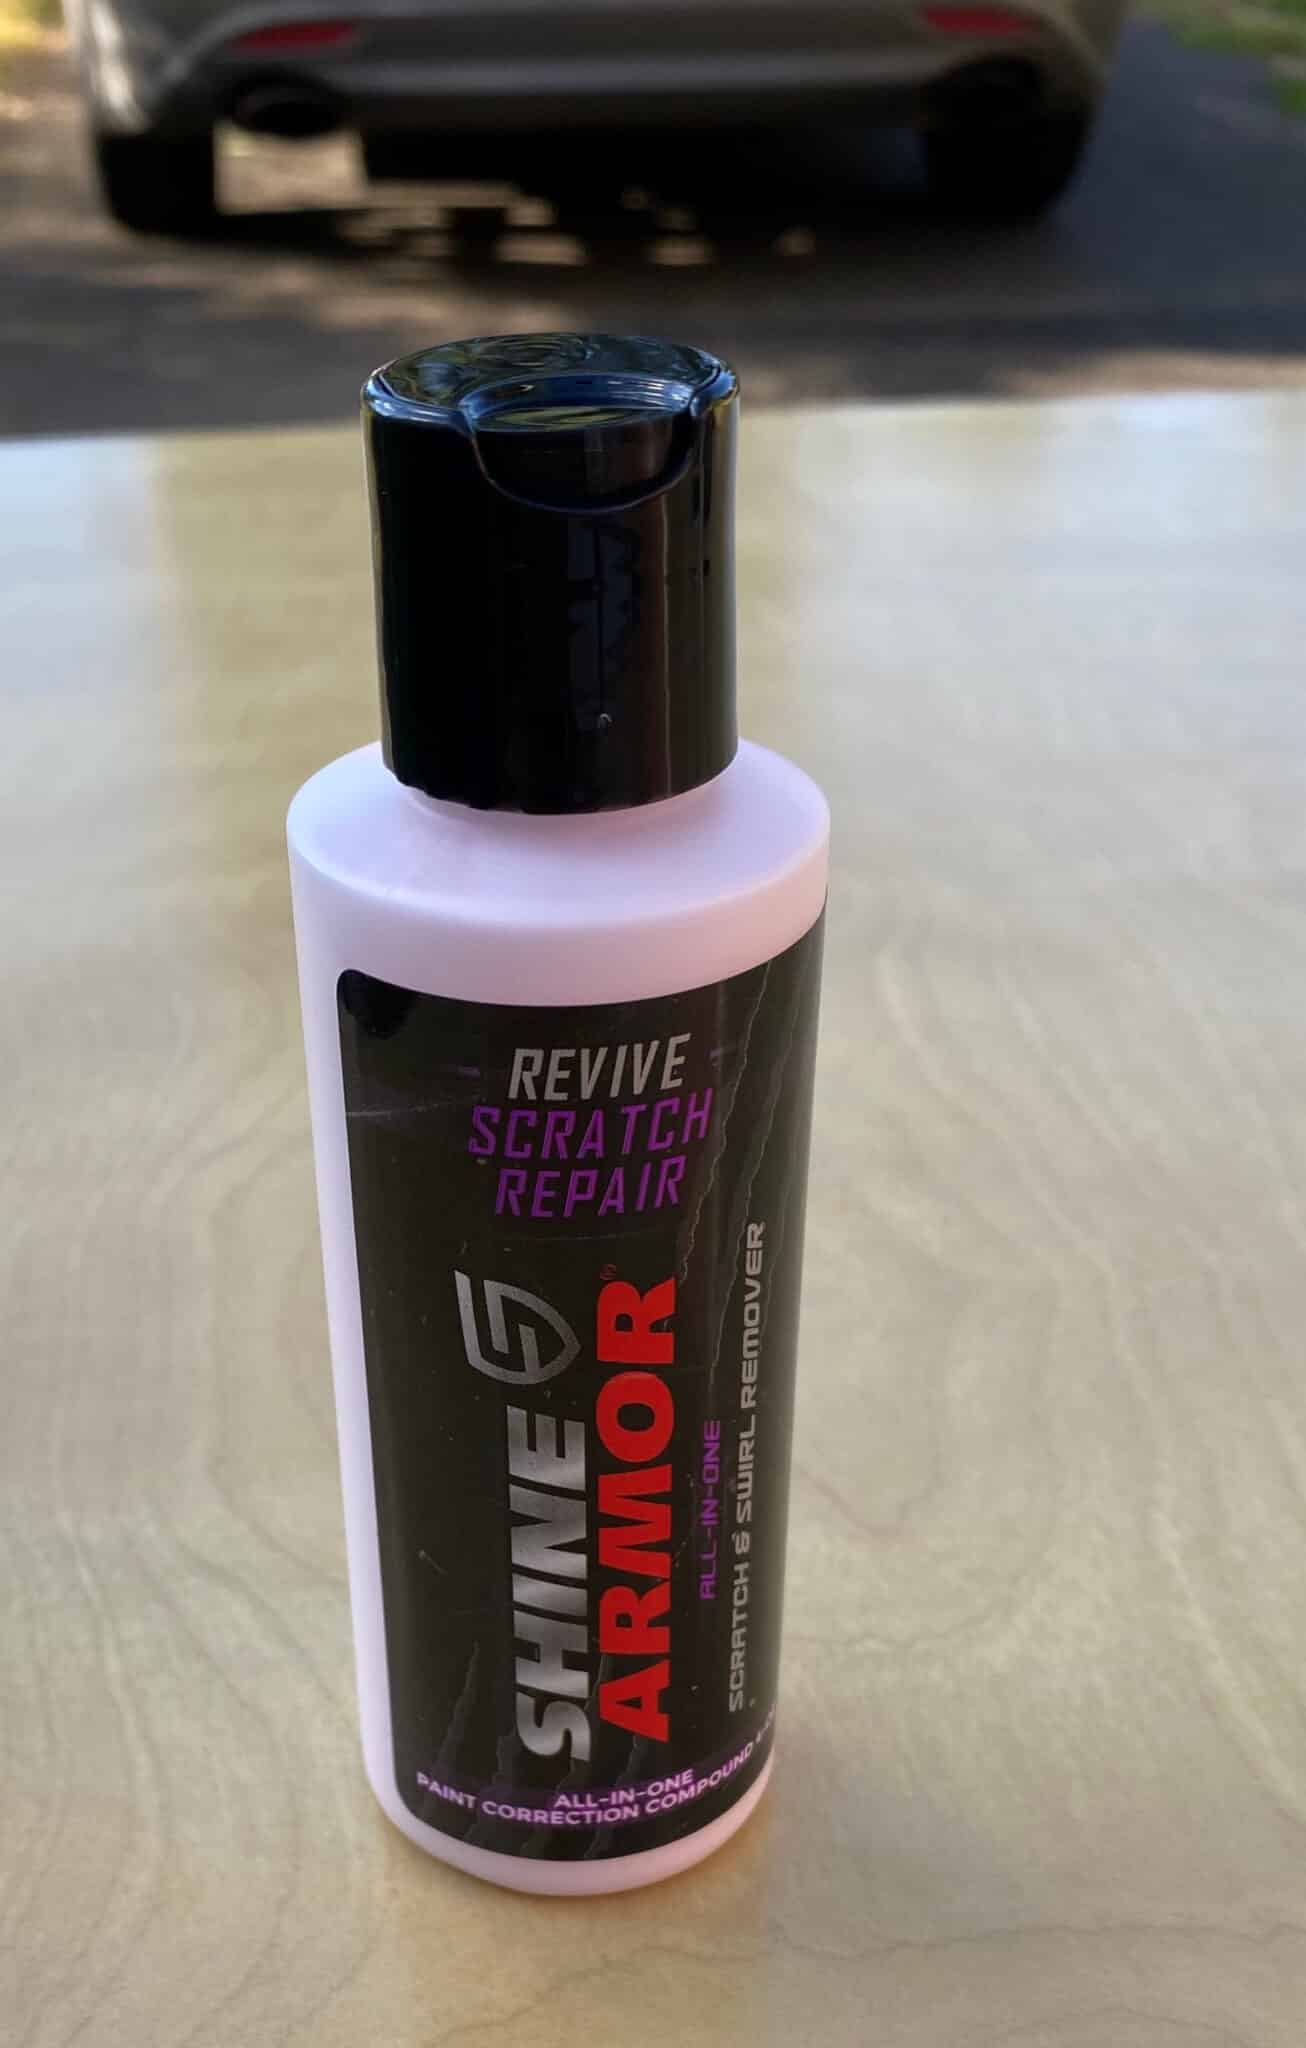 REVIVE
SCRATCH
REPAIR
SHINE
ARMOR®
ALL-IN-ONE
SCRATCH & SWIRL REMOVER
ALL-IN-ONE
PAINT CORRECTION COMPOUND